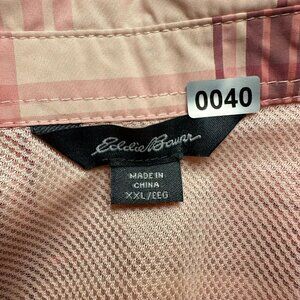 0040
Eddie Bauer
MADE IN
CHINA
XXL/EEG